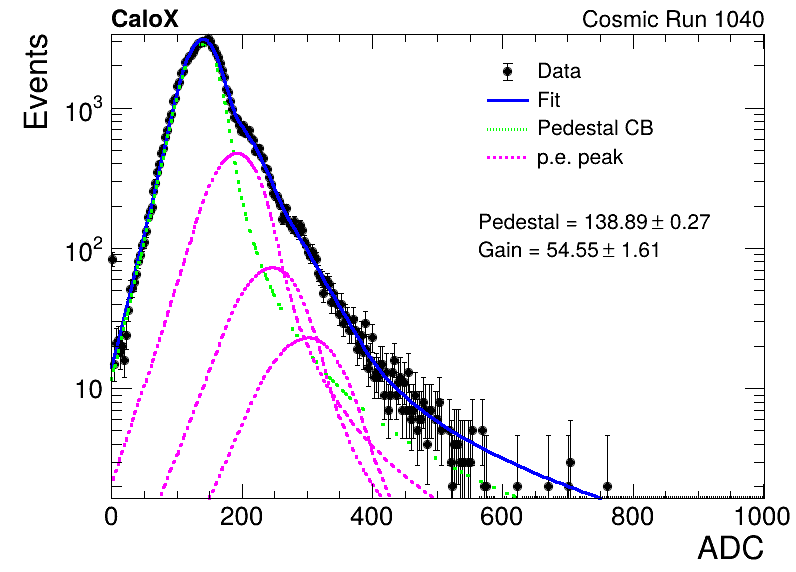 CaloX Cosmic Run 1040
Events
Data
Fit
Pedestal CB
p.e. peak
Pedestal = 138.89 ± 0.27
Gain = 54.55 ± 1.61
10³
10²
10
0 200 400 600 800 1000
ADC